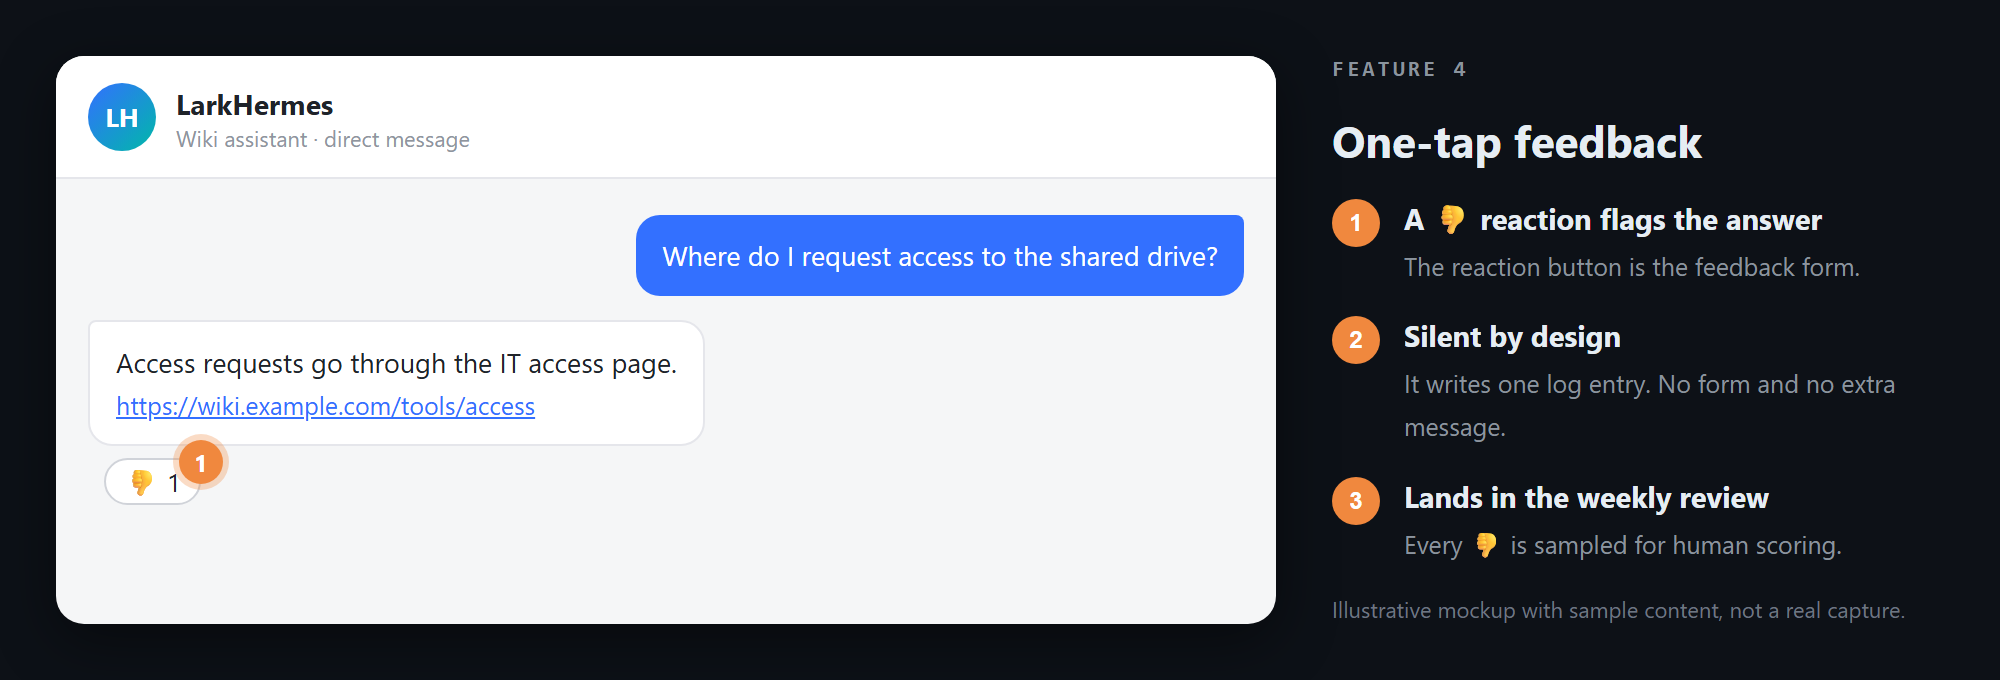 LH
LarkHermes
Wiki assistant · direct message
Where do I request access to the shared drive?
Access requests go through the IT access page.
https://wiki.example.com/tools/access
👎 1
1
FEATURE 4
One-tap feedback
1
A 👎 reaction flags the answer
The reaction button is the feedback form.
2
Silent by design
It writes one log entry. No form and no extra
message.
3
Lands in the weekly review
Every 👎 is sampled for human scoring.
Illustrative mockup with sample content, not a real capture.